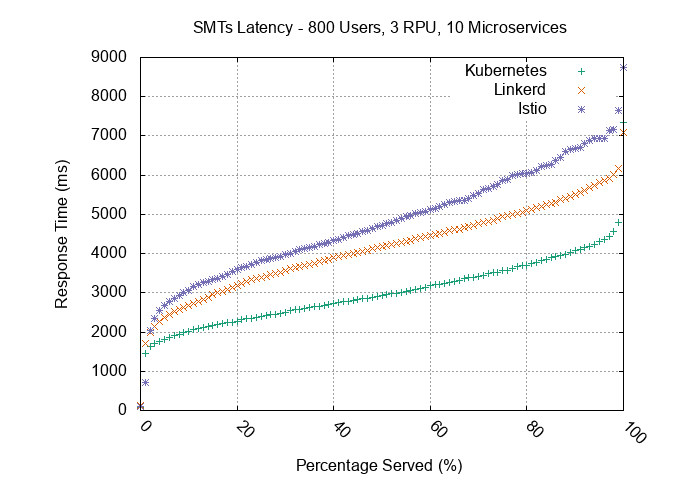 SMTs Latency - 800 Users, 3 RPU, 10 Microservices
9000
8000
7000
6000
5000
4000
3000
2000
1000
0
Response Time (ms)
Kubernetes
Linkerd
Istio
0 20 40 60 80 100
Percentage Served (%)